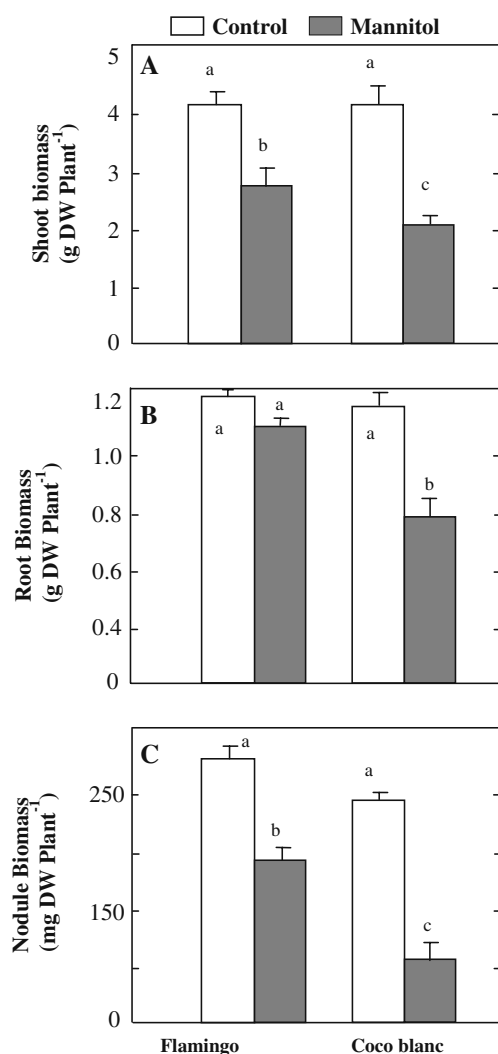 Control Mannitol
A
Shoot biomass
(g DW Plant-1)
5
4
3
2
1
0
a
b
a
c
B
Root Biomass
(g DW Plant-1)
1.2
1.0
0.8
0.6
0.4
0
a
a
a
b
C
Nodule Biomass
(mg DW Plant-1)
250
150
0
a
b
a
c
Flamingo Coco blanc